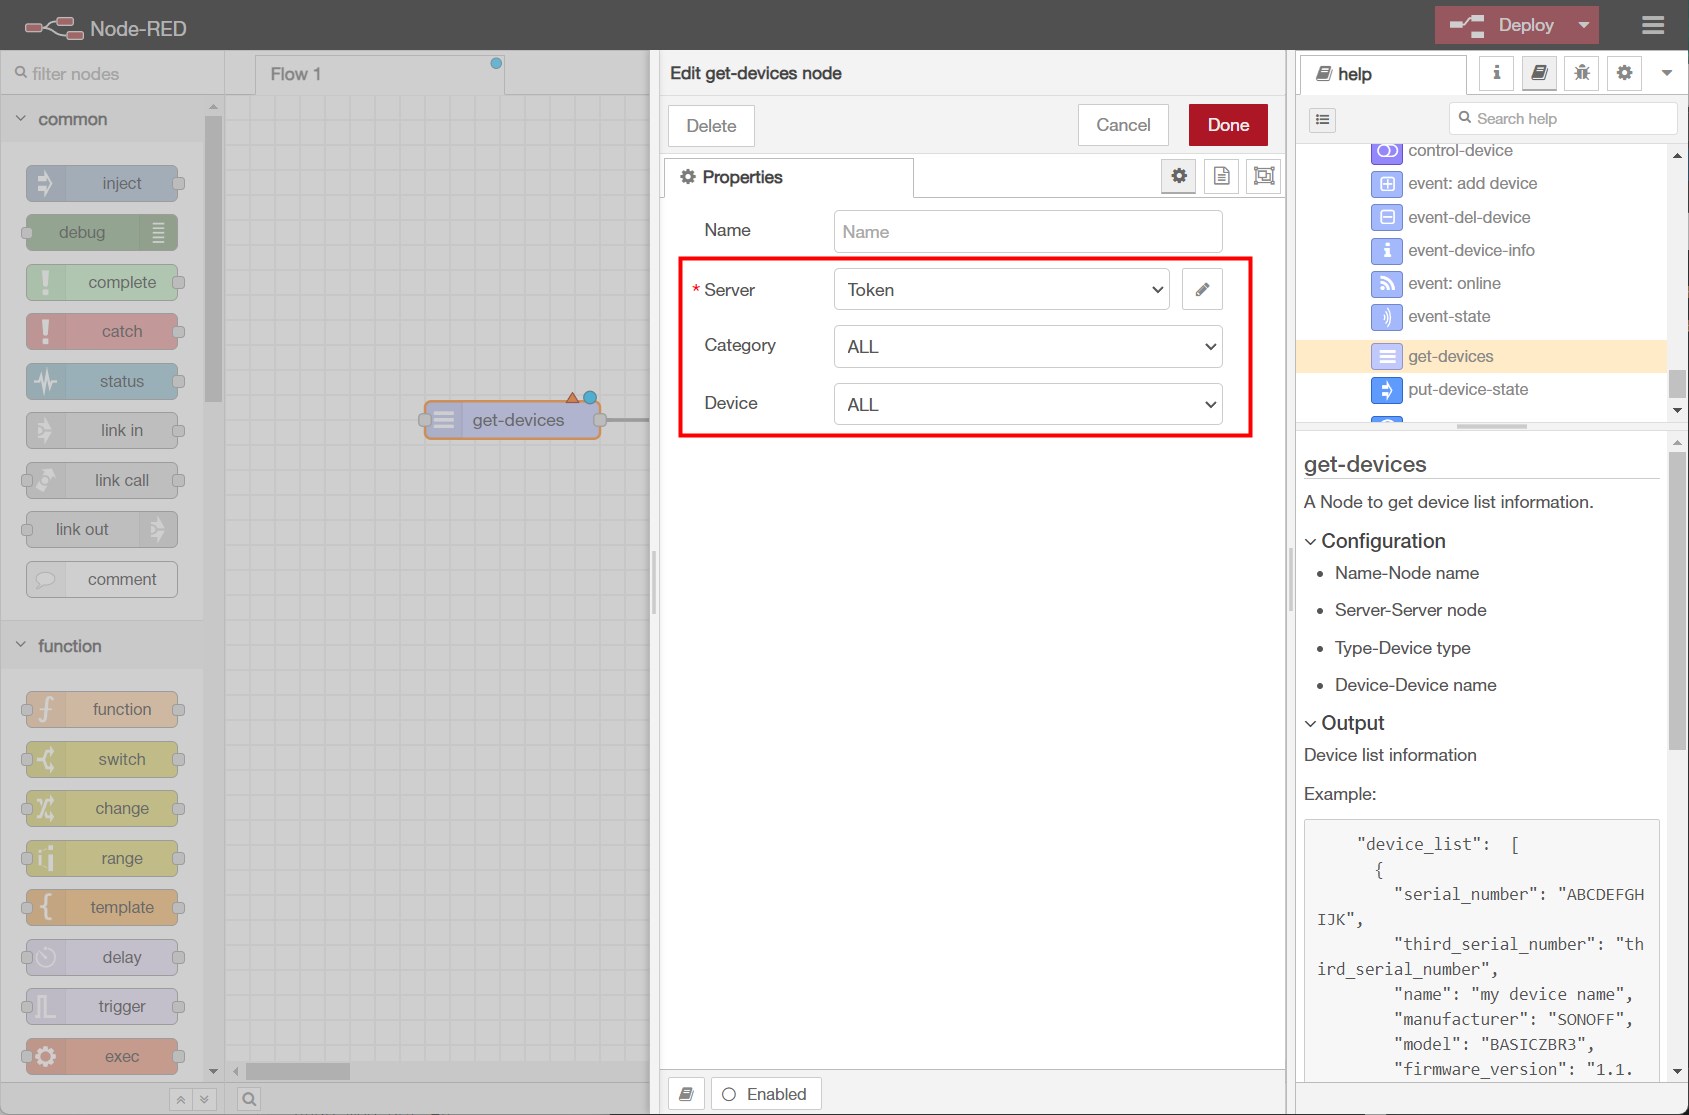 Node-RED
Deploy
filter nodes
common
inject
debug
complete
catch
status
link in
link call
link out
comment
function
function
switch
change
range
template
delay
trigger
exec
Flow 1
get-devices
Edit get-devices node
Delete
Cancel
Done
Properties
Name
Name
* Server
Token
Category
ALL
Device
ALL
Enabled
help
Search help
control-device
event: add device
event-del-device
event-device-info
event: online
event-state
get-devices
put-device-state
get-devices
A Node to get device list information.
Configuration
• Name-Node name
• Server-Server node
• Type-Device type
• Device-Device name
Output
Device list information
Example:
"device_list": [
{
"serial_number": "ABCDEFGH
IJK",
"third_serial_number": "th
ird_serial_number",
"name": "my device name",
"manufacturer": "SONOFF",
"model": "BASICZBR3",
"firmware_version": "1.1.